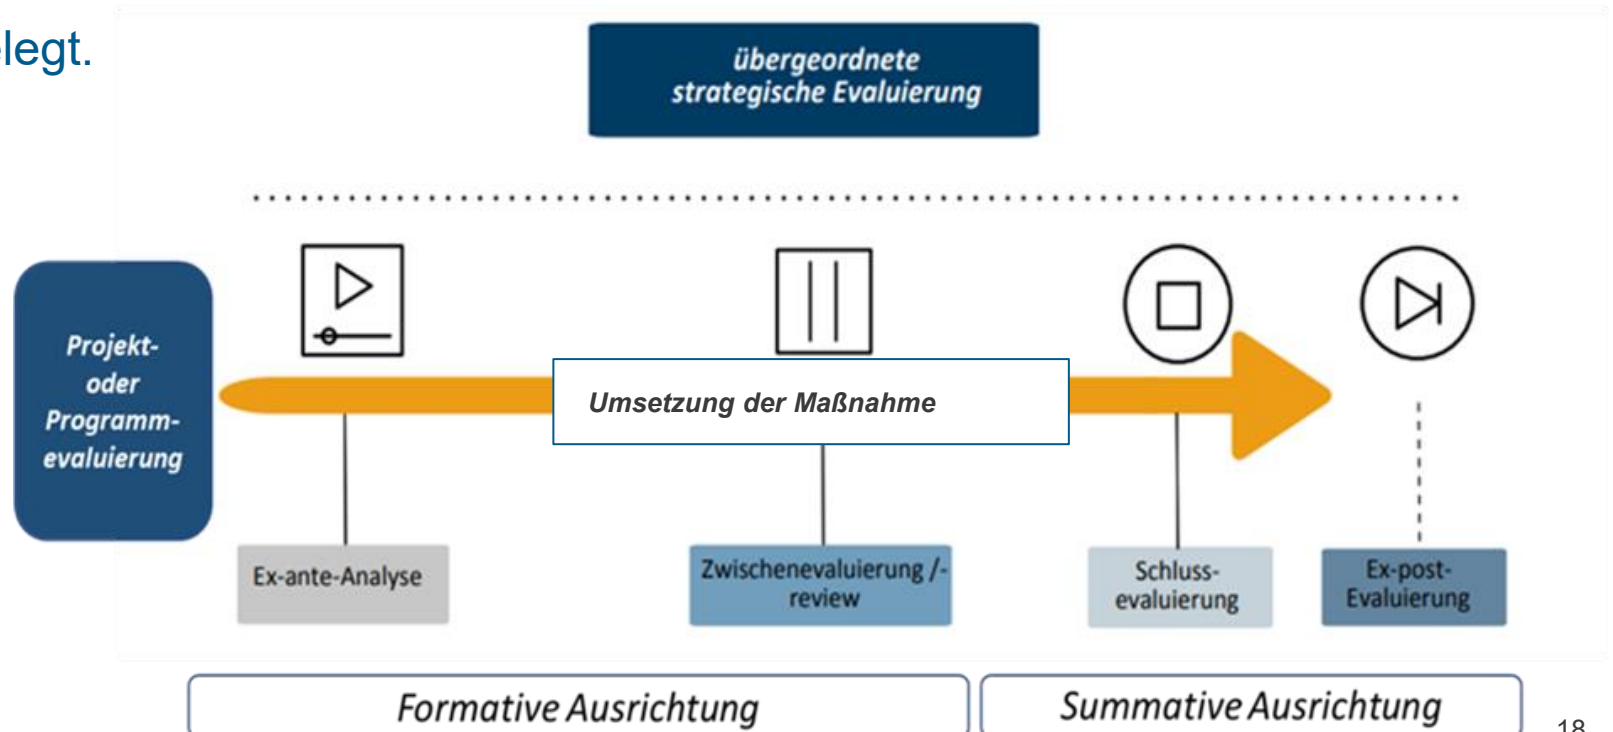 elegt.
übergeordnete
strategische Evaluierung
Projekt-
oder
Programm-
evaluierung
Umsetzung der Maßnahme
Ex-ante-Analyse
Zwischenevaluierung /-
review
Schluss-
evaluierung
Ex-post-
Evaluierung
Formative Ausrichtung
Summative Ausrichtung
18